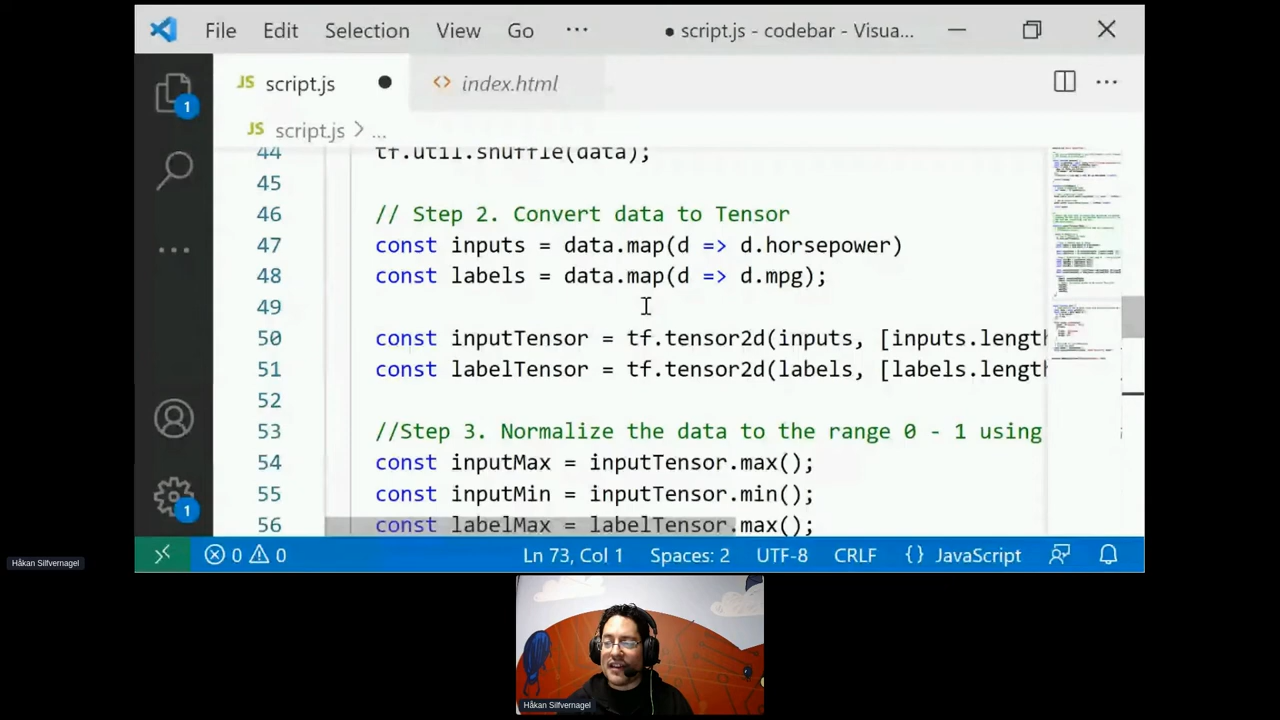 File Edit Selection View Go ··· ● script.js - codebar - Visua...
JS script.js ● <> index.html ···
1
JS script.js > ...
44 tf.util.shuffle(data);
45
46 // Step 2. Convert data to Tensor
47 const inputs = data.map(d => d.horsepower)
48 const labels = data.map(d => d.mpg);
49
50 const inputTensor = tf.tensor2d(inputs, [inputs.length
51 const labelTensor = tf.tensor2d(labels, [labels.length
52
53 //Step 3. Normalize the data to the range 0 - 1 using
54 const inputMax = inputTensor.max();
55 const inputMin = inputTensor.min();
56 const labelMax = labelTensor.max();
1
0 0 Ln 73, Col 1 Spaces: 2 UTF-8 CRLF {} JavaScript
Håkan Silfvernagel
Håkan Silfvernagel